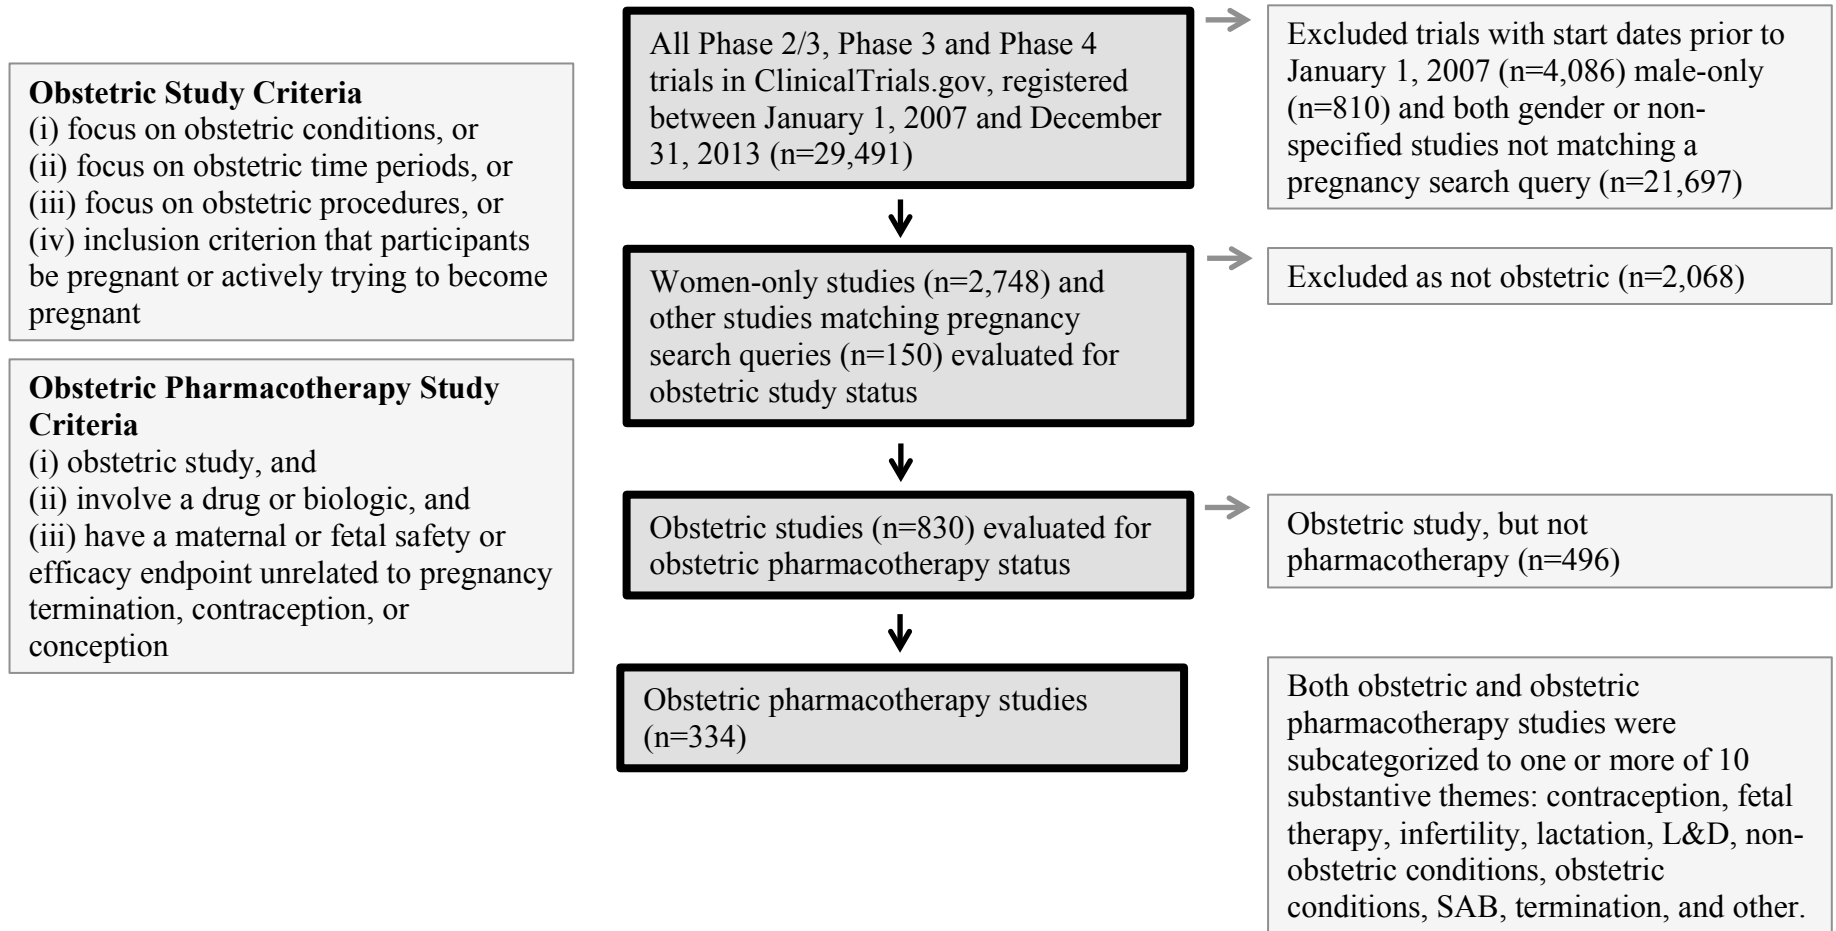 Obstetric Study Criteria
(i) focus on obstetric conditions, or
(ii) focus on obstetric time periods, or
(iii) focus on obstetric procedures, or
(iv) inclusion criterion that participants
be pregnant or actively trying to become
pregnant
Obstetric Pharmacotherapy Study
Criteria
(i) obstetric study, and
(ii) involve a drug or biologic, and
(iii) have a maternal or fetal safety or
efficacy endpoint unrelated to pregnancy
termination, contraception, or
conception
All Phase 2/3, Phase 3 and Phase 4
trials in ClinicalTrials.gov, registered
between January 1, 2007 and December
31, 2013 (n=29,491)
Excluded trials with start dates prior to
January 1, 2007 (n=4,086) male-only
(n=810) and both gender or non-
specified studies not matching a
pregnancy search query (n=21,697)
Women-only studies (n=2,748) and
other studies matching pregnancy
search queries (n=150) evaluated for
obstetric study status
Excluded as not obstetric (n=2,068)
Obstetric studies (n=830) evaluated for
obstetric pharmacotherapy status
Obstetric study, but not
pharmacotherapy (n=496)
Obstetric pharmacotherapy studies
(n=334)
Both obstetric and obstetric
pharmacotherapy studies were
subcategorized to one or more of 10
substantive themes: contraception, fetal
therapy, infertility, lactation, L&D, non-
obstetric conditions, obstetric
conditions, SAB, termination, and other.